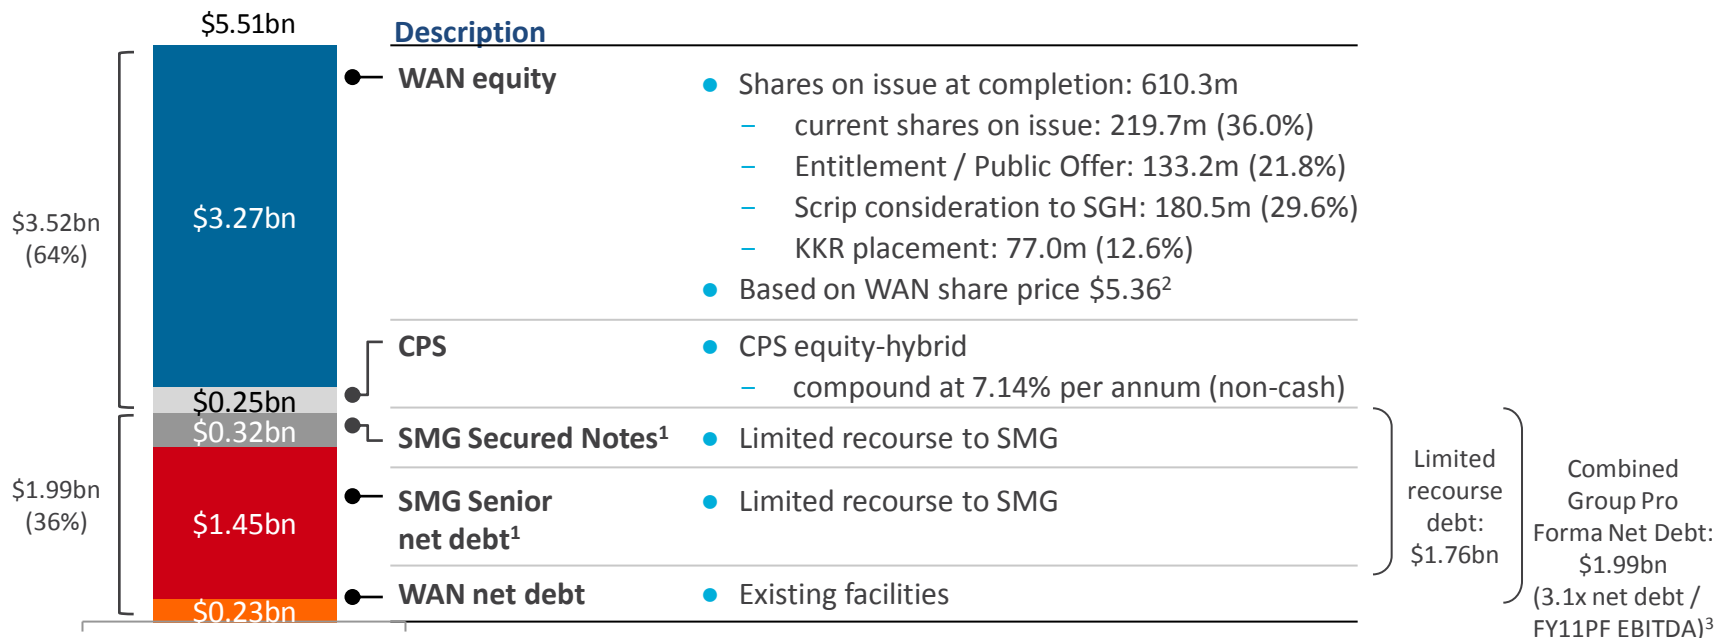 $5.51bn
Description
$3.52bn
(64%)
$3.27bn
$0.25bn
$1.99bn
(36%)
$0.32bn
$1.45bn
$0.23bn
WAN equity
● Shares on issue at completion: 610.3m
– current shares on issue: 219.7m (36.0%)
– Entitlement / Public Offer: 133.2m (21.8%)
– Scrip consideration to SGH: 180.5m (29.6%)
– KKR placement: 77.0m (12.6%)
● Based on WAN share price $5.36²
CPS
● CPS equity-hybrid
– compound at 7.14% per annum (non-cash)
SMG Secured Notes¹
● Limited recourse to SMG
SMG Senior
net debt¹
● Limited recourse to SMG
WAN net debt
● Existing facilities
Limited
recourse
debt:
$1.76bn
Combined
Group Pro
Forma Net Debt:
$1.99bn
(3.1x net debt /
FY11PF EBITDA)³